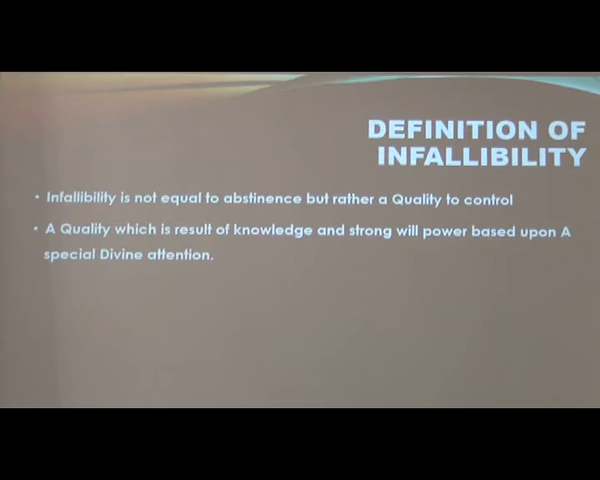 DEFINITION OF
INFALLIBILITY
• Infallibility is not equal to abstinence but rather a Quality to control
• A Quality which is result of knowledge and strong will power based upon A
special Divine attention.